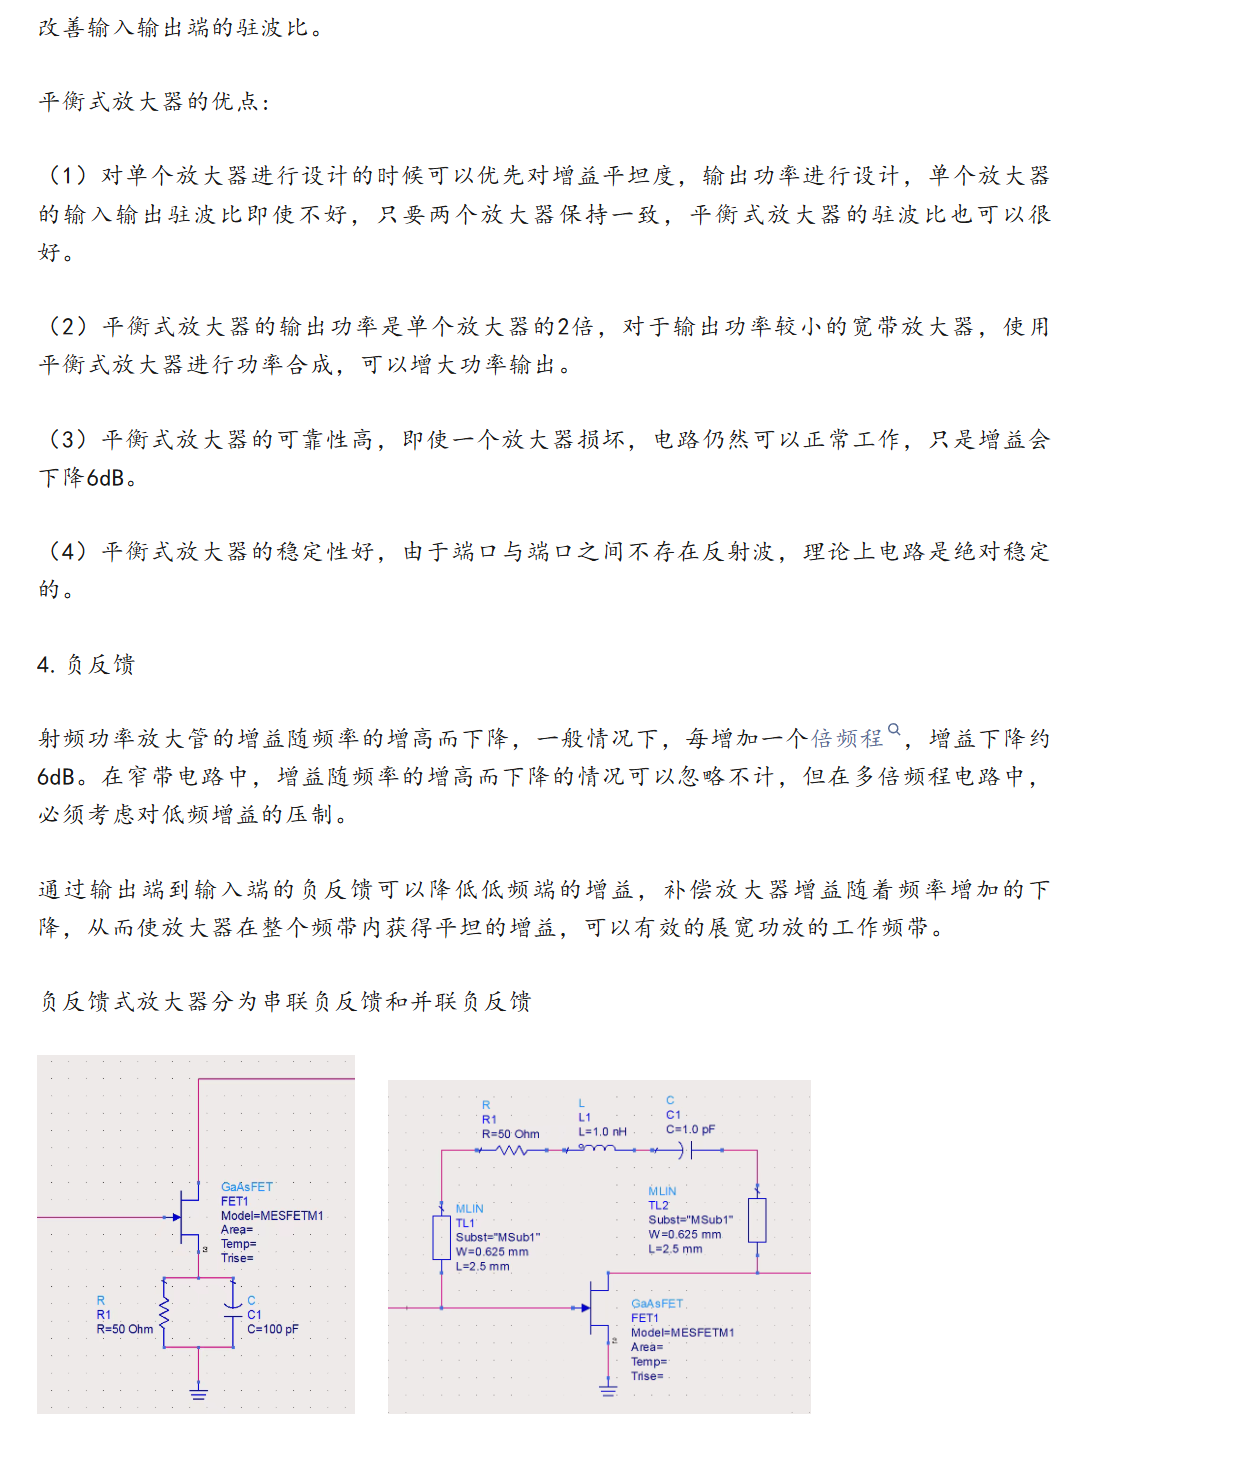 改善输入输出端的驻波比。
平衡式放大器的优点：
（1）对单个放大器进行设计的时候可以优先对增益平坦度，输出功率进行设计，单个放大器
的输入输出驻波比即使不好，只要两个放大器保持一致，平衡式放大器的驻波比也可以很
好。
（2）平衡式放大器的输出功率是单个放大器的2倍，对于输出功率较小的宽带放大器，使用
平衡式放大器进行功率合成，可以增大功率输出。
（3）平衡式放大器的可靠性高，即使一个放大器损坏，电路仍然可以正常工作，只是增益会
下降6dB。
（4）平衡式放大器的稳定性好，由于端口与端口之间不存在反射波，理论上电路是绝对稳定
的。
4. 负反馈
射频功率放大管的增益随频率的增高而下降，一般情况下，每增加一个倍频程，增益下降约
6dB。在窄带电路中，增益随频率的增高而下降的情况可以忽略不计，但在多倍频程电路中，
必须考虑对低频增益的压制。
通过输出端到输入端的负反馈可以降低低频端的增益，补偿放大器增益随着频率增加的下
降，从而使放大器在整个频带内获得平坦的增益，可以有效的展宽功放的工作频带。
负反馈式放大器分为串联负反馈和并联负反馈
GaAsFET
FET1
Model=MESFETM1
Area=
Temp=
Trise=
3
R
R1
R=50 Ohm
C
C1
C=100 pF
R
R1
R=50 Ohm
L
L1
L=1.0 nH
C
C1
C=1.0 pF
MLIN
TL1
Subst="MSub1"
W=0.625 mm
L=2.5 mm
MLIN
TL2
Subst="MSub1"
W=0.625 mm
L=2.5 mm
GaAsFET
FET1
Model=MESFETM1
Area=
Temp=
Trise=